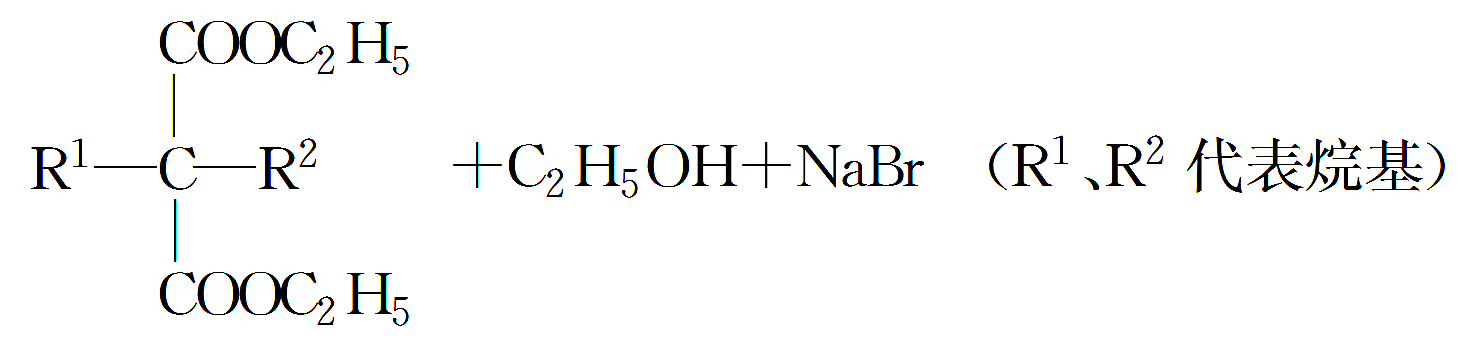 COOC₂H₅
R¹—C—R² +C₂H₅OH+NaBr (R¹、R² 代表烷基)
COOC₂H₅